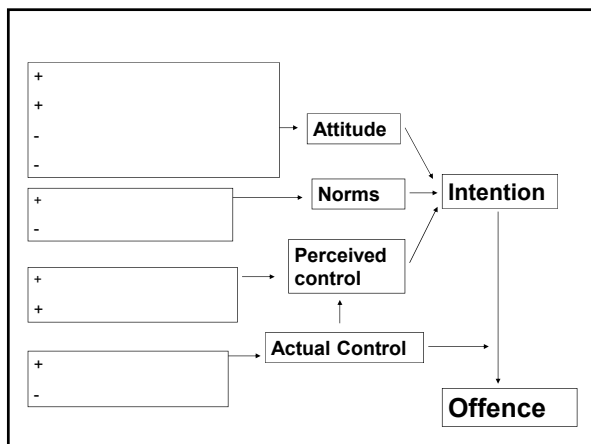 +
+
-
-
Attitude
+
-
Norms
Intention
+
+
Perceived
control
+
-
Actual Control
Offence